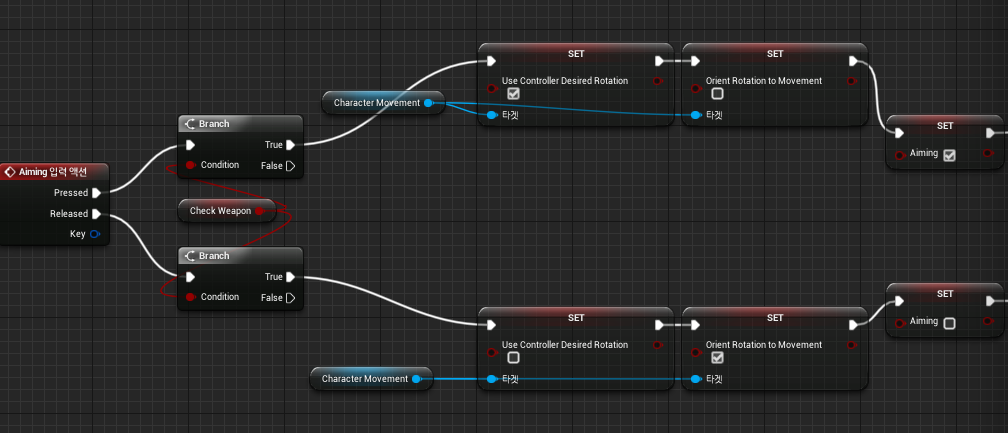 Aiming 입력 액션
Pressed
Released
Key
Branch
True
Condition
False
Check Weapon
Branch
True
Condition
False
Character Movement
SET
Use Controller Desired Rotation
타겟
SET
Orient Rotation to Movement
타겟
SET
Aiming
Character Movement
SET
Use Controller Desired Rotation
타겟
SET
Orient Rotation to Movement
타겟
SET
Aiming